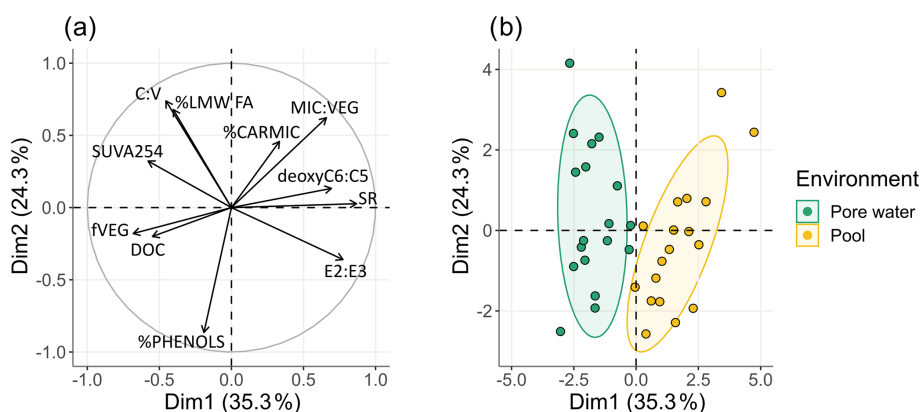 (a)
(b)
1.0
0.5
0.0
-0.5
-1.0
Dim2 (24.3 %)
C:V
%LMW FA
MIC:VEG
%CARMIC
SUVA254
deoxyC6:C5
SR
fVEG
DOC
E2:E3
%PHENOLS
-1.0 -0.5 0.0 0.5 1.0
Dim1 (35.3 %)
4
2
0
-2
Dim2 (24.3 %)
-5.0 -2.5 0.0 2.5 5.0
Dim1 (35.3 %)
Environment
Pore water
Pool